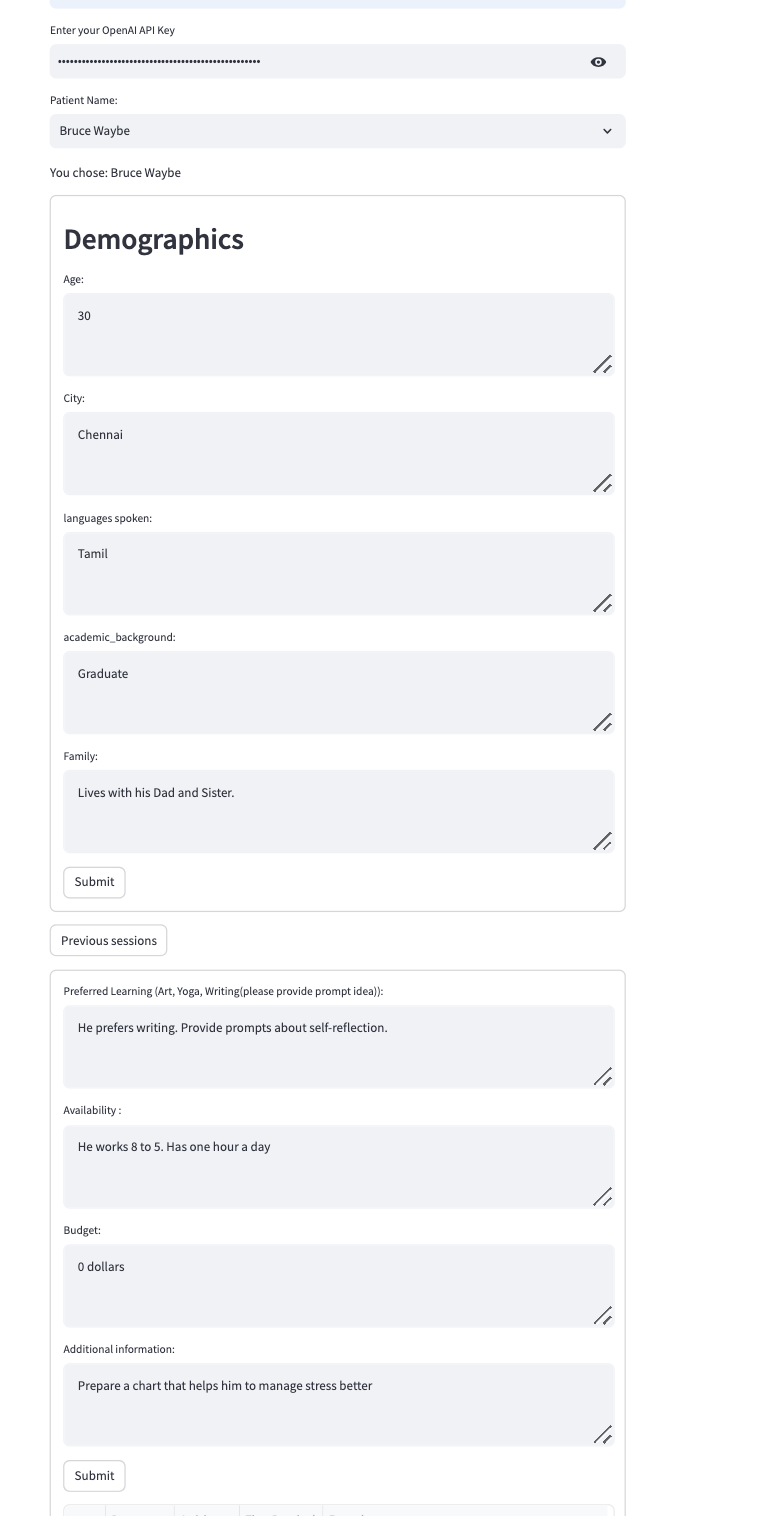 Enter your OpenAI API Key
••••••••••••••••••••••••••••••••••••••••••••••••••••
Patient Name:
Bruce Waybe
You chose: Bruce Waybe
Demographics
Age:
30
City:
Chennai
languages spoken:
Tamil
academic_background:
Graduate
Family:
Lives with his Dad and Sister.
Submit
Previous sessions
Preferred Learning (Art, Yoga, Writing(please provide prompt idea)):
He prefers writing. Provide prompts about self-reflection.
Availability :
He works 8 to 5. Has one hour a day
Budget:
0 dollars
Additional information:
Prepare a chart that helps him to manage stress better
Submit